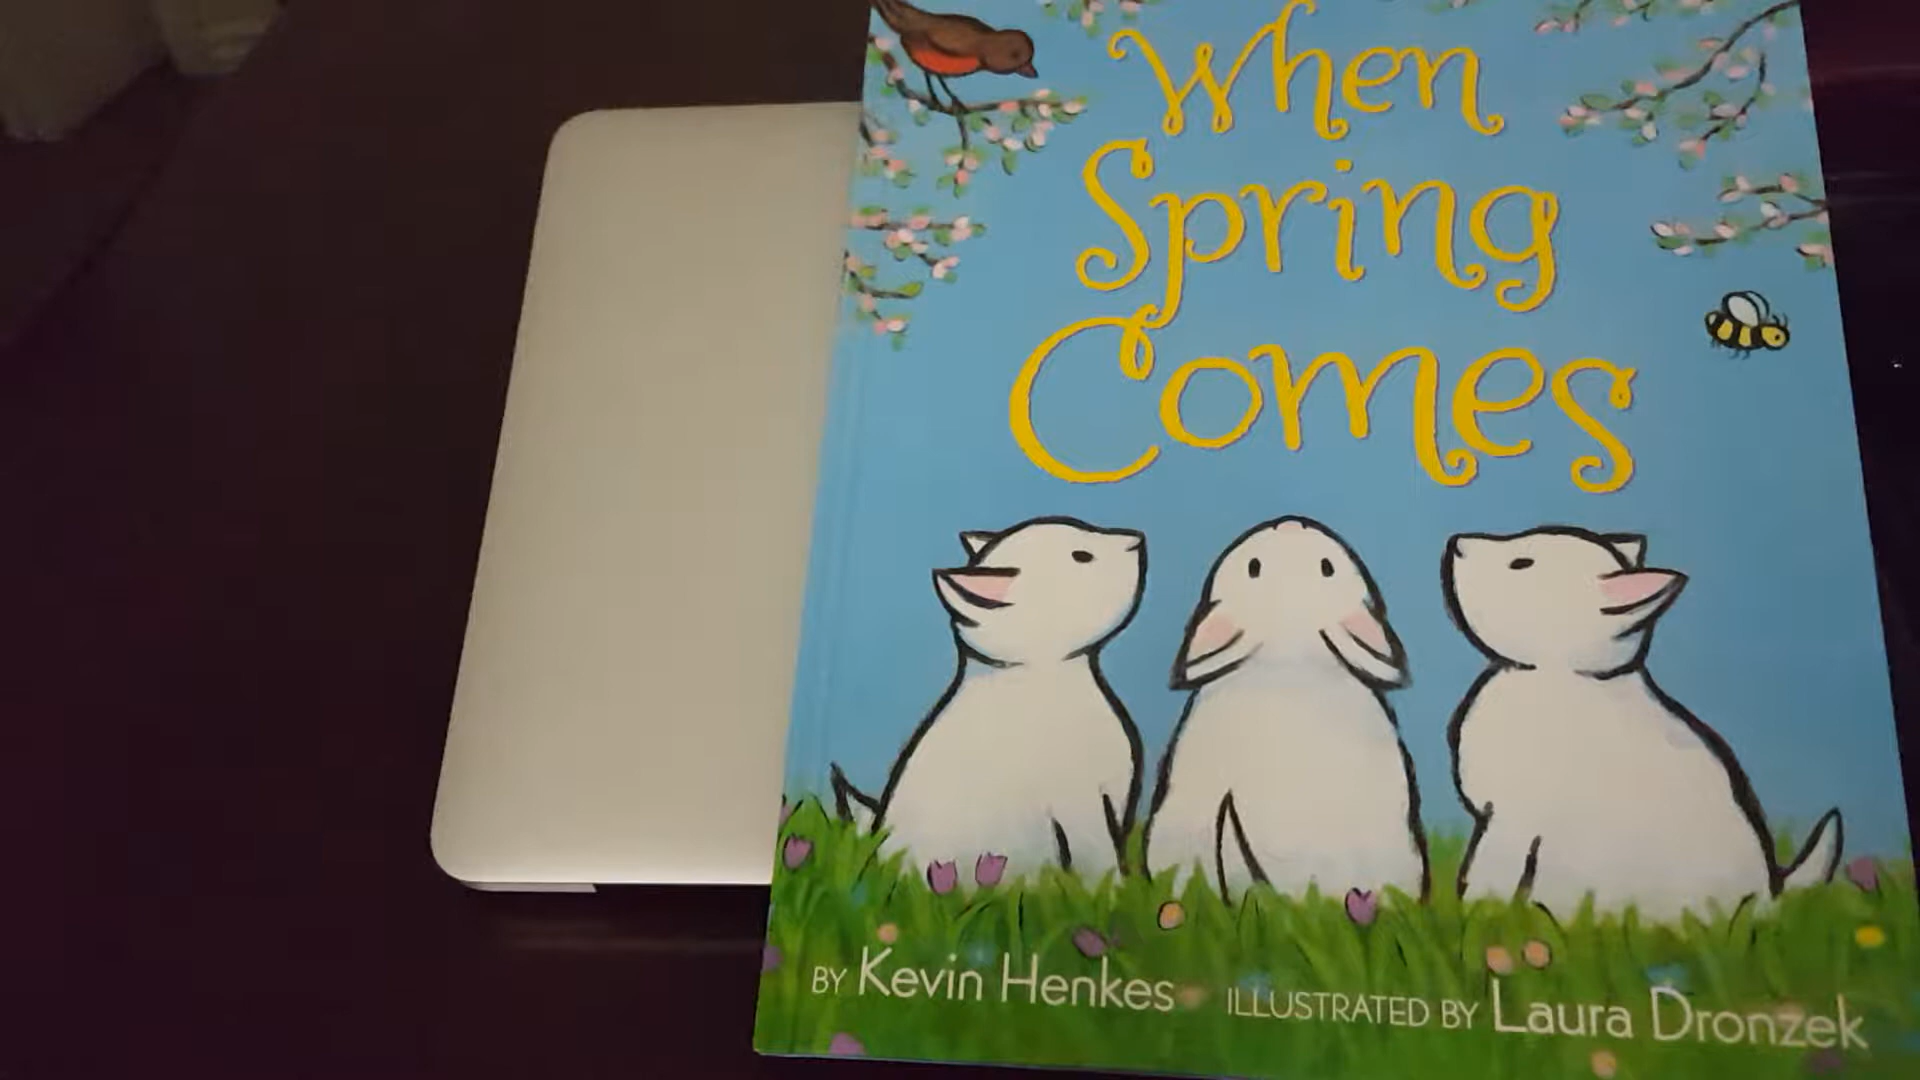 When
Spring
Comes
BY Kevin Henkes ILLUSTRATED BY Laura Dronzek